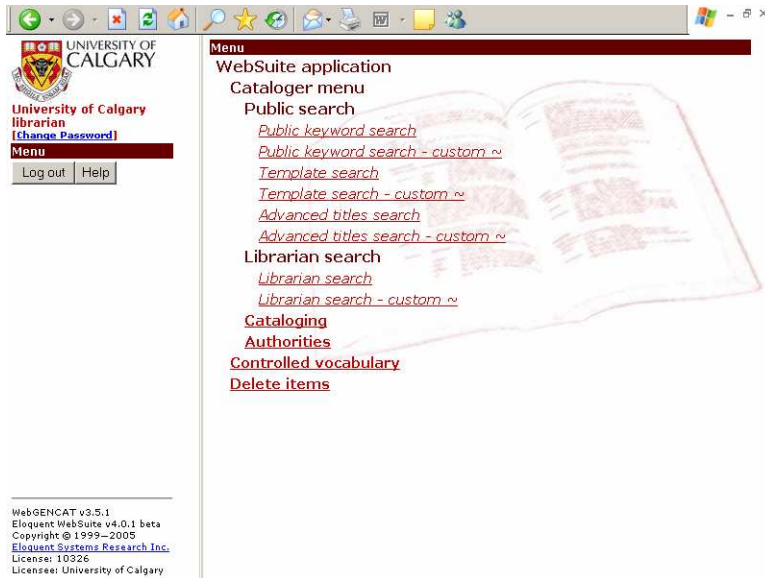 UNIVERSITY OF
CALGARY
University of Calgary
librarian
[Change Password]
Menu
Log out Help
WebGENCAT v3.5.1
Eloquent WebSuite v4.0.1 beta
Copyright © 1999—2005
Eloquent Systems Research Inc.
License: 10326
Licensee: University of Calgary
Menu
WebSuite application
Cataloger menu
Public search
Public keyword search
Public keyword search - custom ~
Template search
Template search - custom ~
Advanced titles search
Advanced titles search - custom ~
Librarian search
Librarian search
Librarian search - custom ~
Cataloging
Authorities
Controlled vocabulary
Delete items